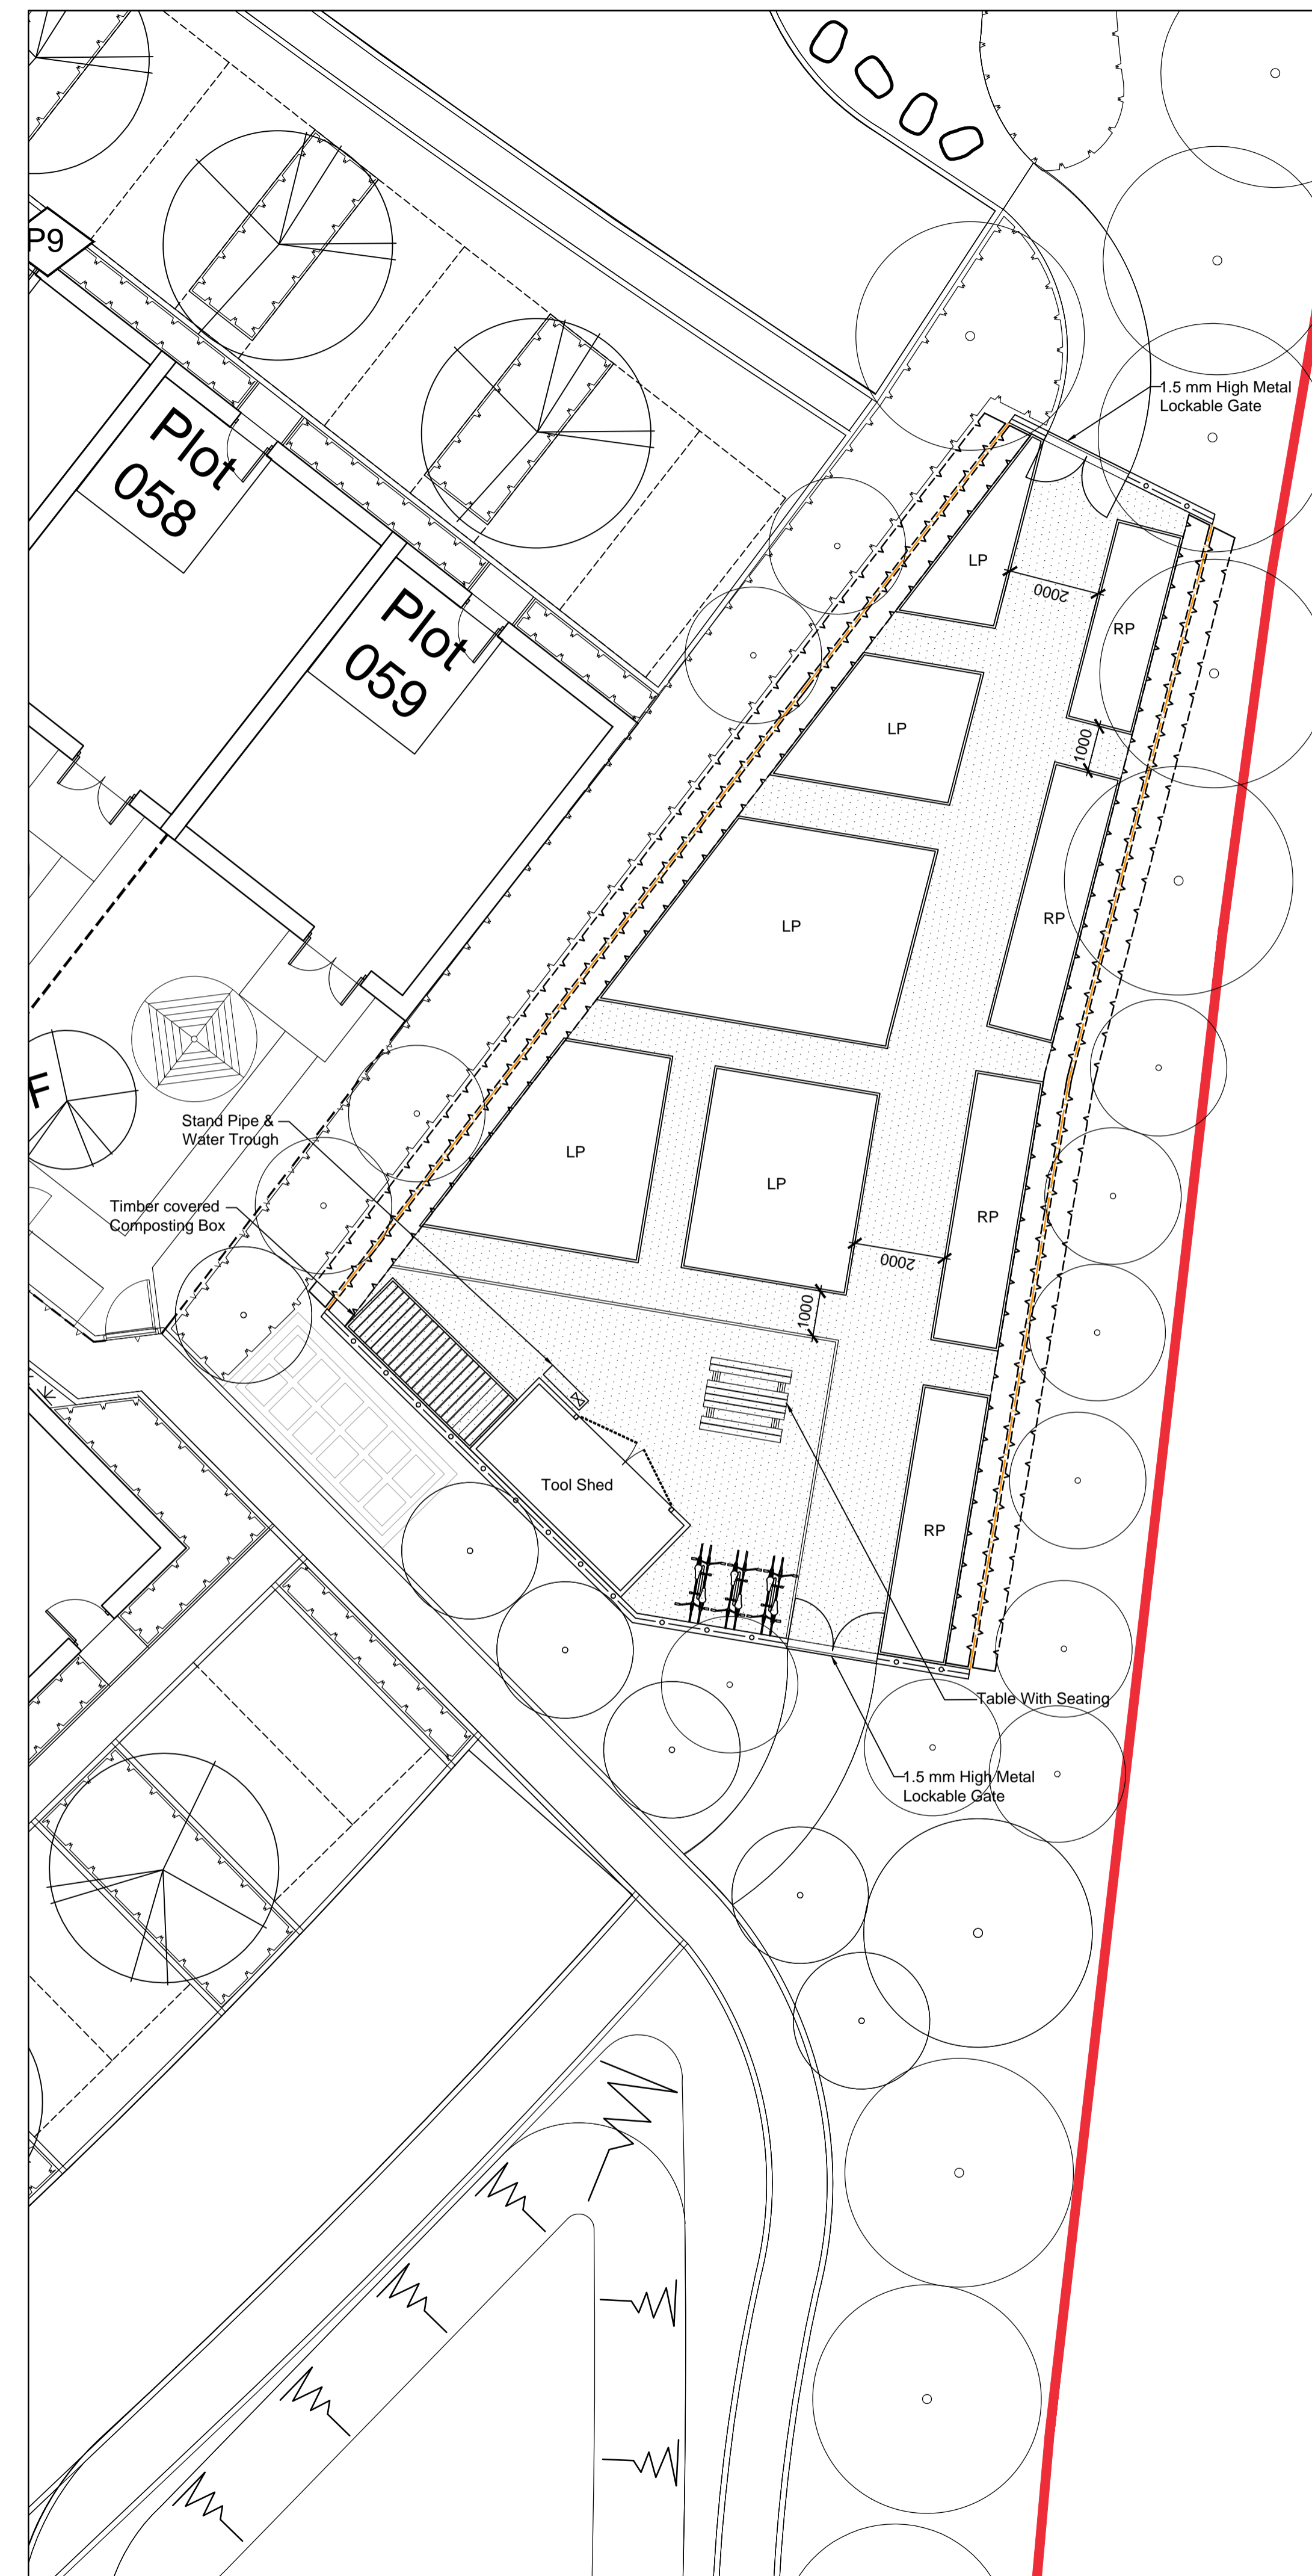 P9
1.5 mm High Metal
Lockable Gate
Plot
058
LP
2000
Plot
059
RP
LP
1000
LP
RP
F
Stand Pipe &
Water Trough
LP
LP
Timber covered
Composting Box
RP
2000
1000
Tool Shed
RP
Table With Seating
1.5 mm High Metal
Lockable Gate